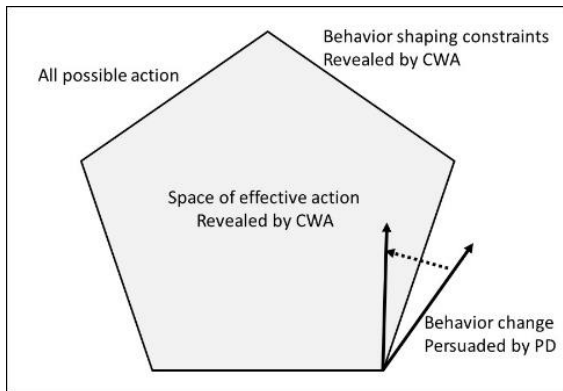 Behavior shaping constraints
Revealed by CWA
All possible action
Space of effective action
Revealed by CWA
Behavior change
Persuaded by PD